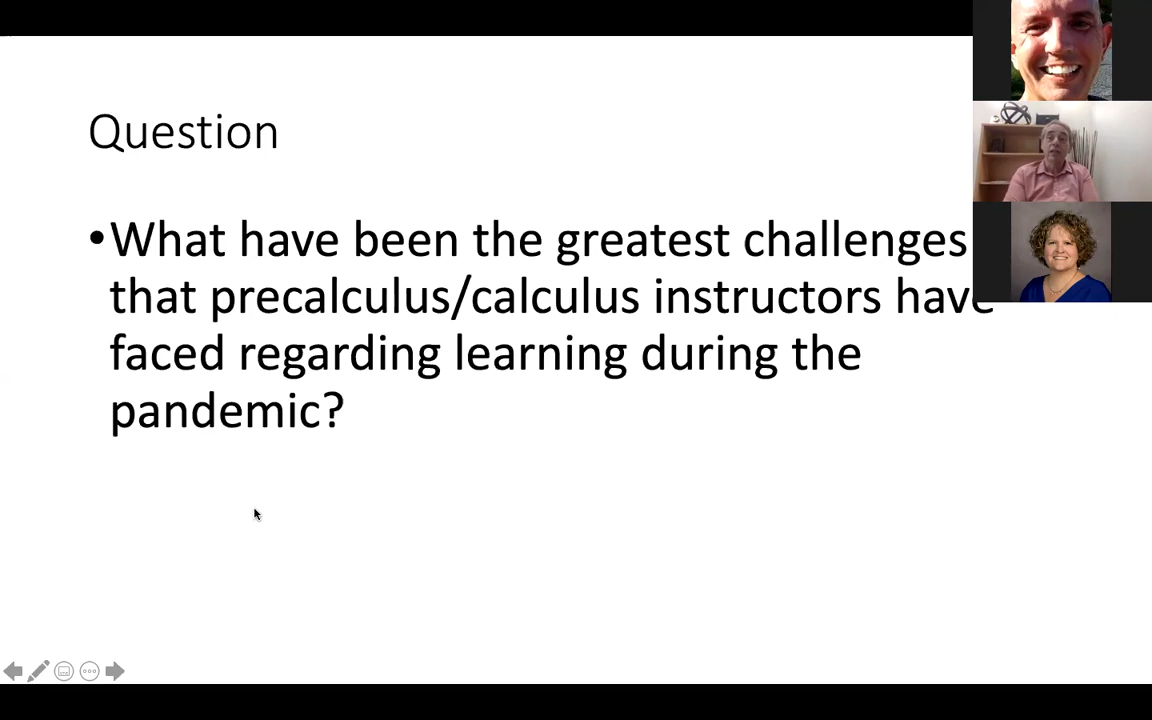 Question
•What have been the greatest challenges
that precalculus/calculus instructors have
faced regarding learning during the
pandemic?